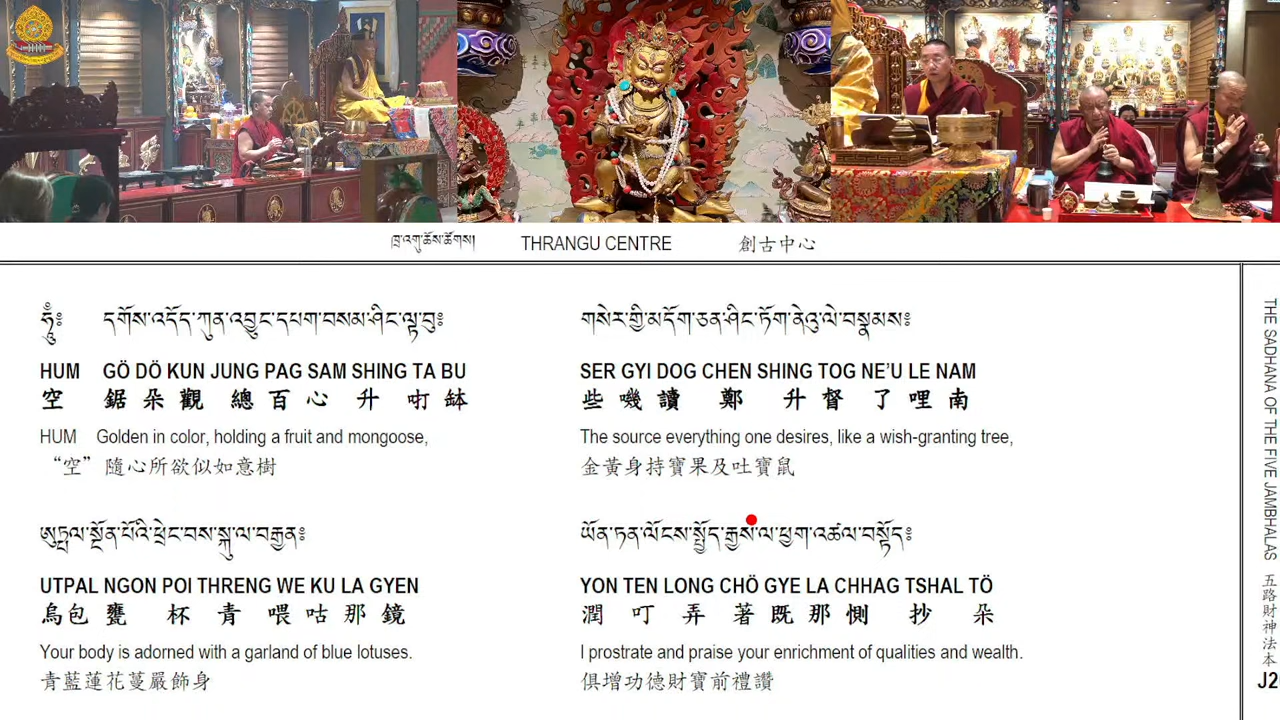 ཁྲ་འགུ་ཆོས་ཚོགས། THRANGU CENTRE 創古中心
ཧཱུྃ༔ དགོས་འདོད་ཀུན་འབྱུང་དཔག་བསམ་ཤིང་ལྟ་བུ༔
HUM GÖ DÖ KUN JUNG PAG SAM SHING TA BU
空 鋸朵觀 總百心 升 咑缽
HUM Golden in color, holding a fruit and mongoose,
“空” 隨心所欲似如意樹
གསེར་གྱི་མདོག་ཅན་ཤིང་ཏོག་ནེའུ་ལེ་བསྣམས༔
SER GYI DOG CHEN SHING TOG NE’U LE NAM
些嘰讀 鄭 升督 了哩南
The source everything one desires, like a wish-granting tree,
金黃身持寶果及吐寶鼠
ཨུཏྤལ་སྔོན་པོའི་ཕྲེང་བས་སྐུ་ལ་བརྒྱན༔
UTPAL NGON POI THRENG WE KU LA GYEN
烏包甕 杯 青 喂咕那鏡
Your body is adorned with a garland of blue lotuses.
青藍蓮花蔓嚴飾身
ཡོན་ཏན་ལོངས་སྤྱོད་རྒྱས་ལ་ཕྱག་འཚལ་བསྟོད༔
YON TEN LONG CHÖ GYE LA CHHAG TSHAL TÖ
潤 叮 弄 著既那惻 抄 朵
I prostrate and praise your enrichment of qualities and wealth.
俱增功德財寶前禮讚
THE SADHANA OF THE FIVE JAMBHALAS 五路財神法本